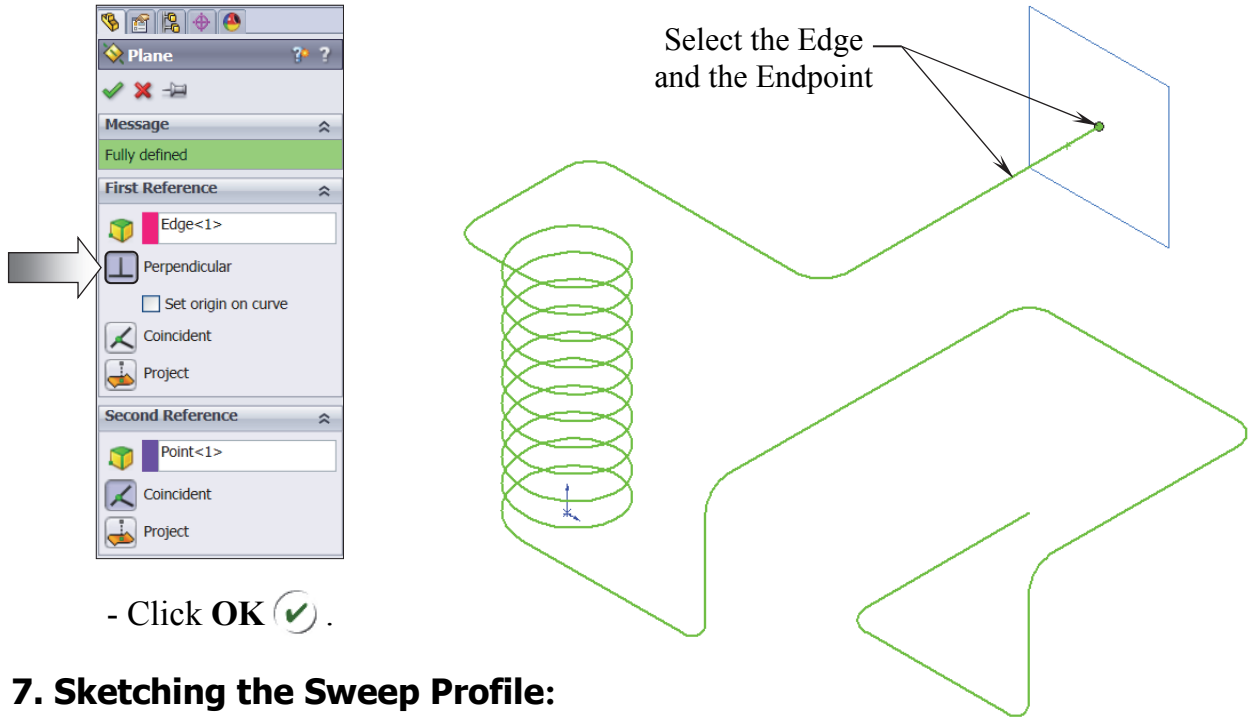 Plane
? ?
Message
Fully defined
First Reference
Edge<1>
Perpendicular
Set origin on curve
Coincident
Project
Second Reference
Point<1>
Coincident
Project
- Click OK .
Select the Edge
and the Endpoint
7. Sketching the Sweep Profile: